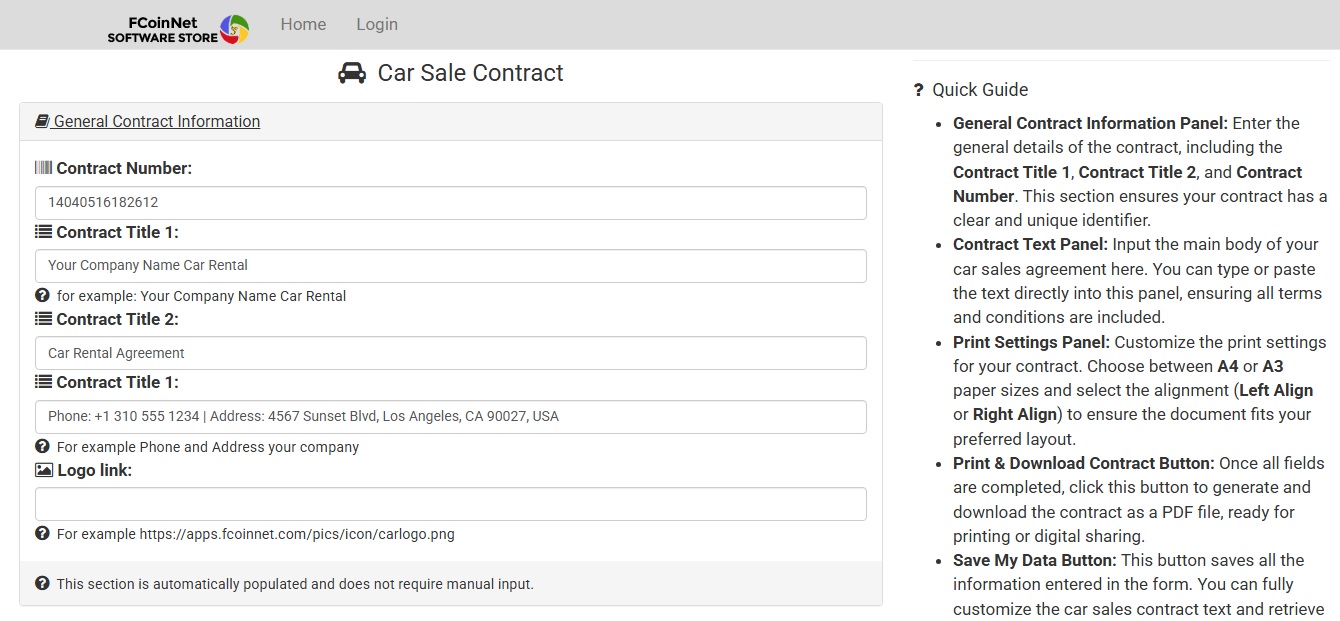 FCoinNet
SOFTWARE STORE
Home
Login
Car Sale Contract
General Contract Information
Contract Number:
14040516182612
Contract Title 1:
Your Company Name Car Rental
for example: Your Company Name Car Rental
Contract Title 2:
Car Rental Agreement
Contract Title 1:
Phone: +1 310 555 1234 | Address: 4567 Sunset Blvd, Los Angeles, CA 90027, USA
For example Phone and Address your company
Logo link:
For example https://apps.fcoinnet.com/pics/icon/carlogo.png
This section is automatically populated and does not require manual input.
? Quick Guide
• General Contract Information Panel: Enter the
general details of the contract, including the
Contract Title 1, Contract Title 2, and Contract
Number. This section ensures your contract has a
clear and unique identifier.
• Contract Text Panel: Input the main body of your
car sales agreement here. You can type or paste
the text directly into this panel, ensuring all terms
and conditions are included.
• Print Settings Panel: Customize the print settings
for your contract. Choose between A4 or A3
paper sizes and select the alignment (Left Align
or Right Align) to ensure the document fits your
preferred layout.
• Print & Download Contract Button: Once all fields
are completed, click this button to generate and
download the contract as a PDF file, ready for
printing or digital sharing.
• Save My Data Button: This button saves all the
information entered in the form. You can fully
customize the car sales contract text and retrieve